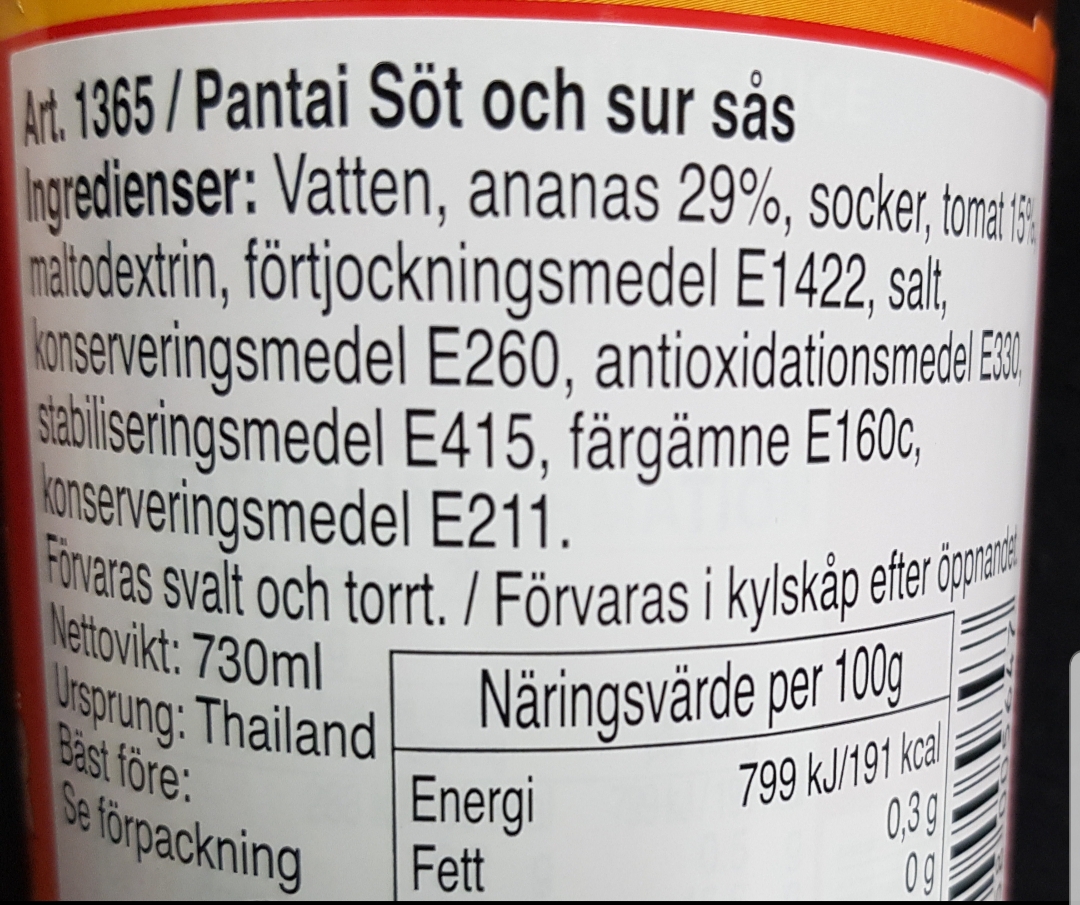 Art. 1365 / Pantai Söt och sur sås
Ingredienser: Vatten, ananas 29%, socker, tomat 15%,
maltodextrin, förtjockningsmedel E1422, salt,
konserveringsmedel E260, antioxidationsmedel E330,
stabiliseringsmedel E415, färgämne E160c,
konserveringsmedel E211.
Förvaras svalt och torrt. / Förvaras i kylskåp efter öppnandet
Nettovikt: 730ml
Ursprung: Thailand
Bäst före:
Se förpackning
Näringsvärde per 100g
Energi 799 kJ/191 kcal
Fett 0,3 g
0 g